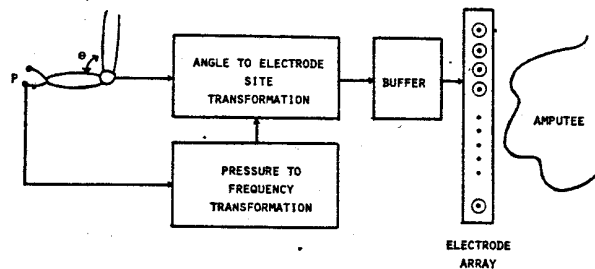 θ
P
ANGLE TO ELECTRODE
SITE
TRANSFORMATION
BUFFER
AMPUTEE
PRESSURE TO
FREQUENCY
TRANSFORMATION
ELECTRODE
ARRAY